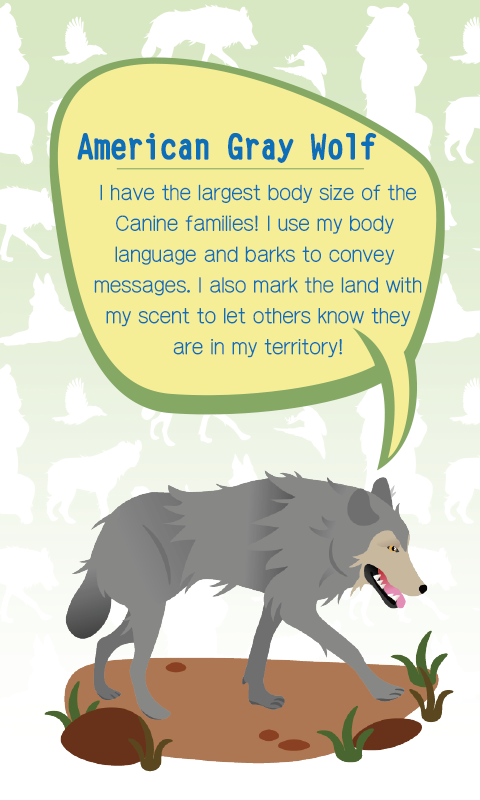 American Gray Wolf
I have the largest body size of the
Canine families! I use my body
language and barks to convey
messages. I also mark the land with
my scent to let others know they
are in my territory!